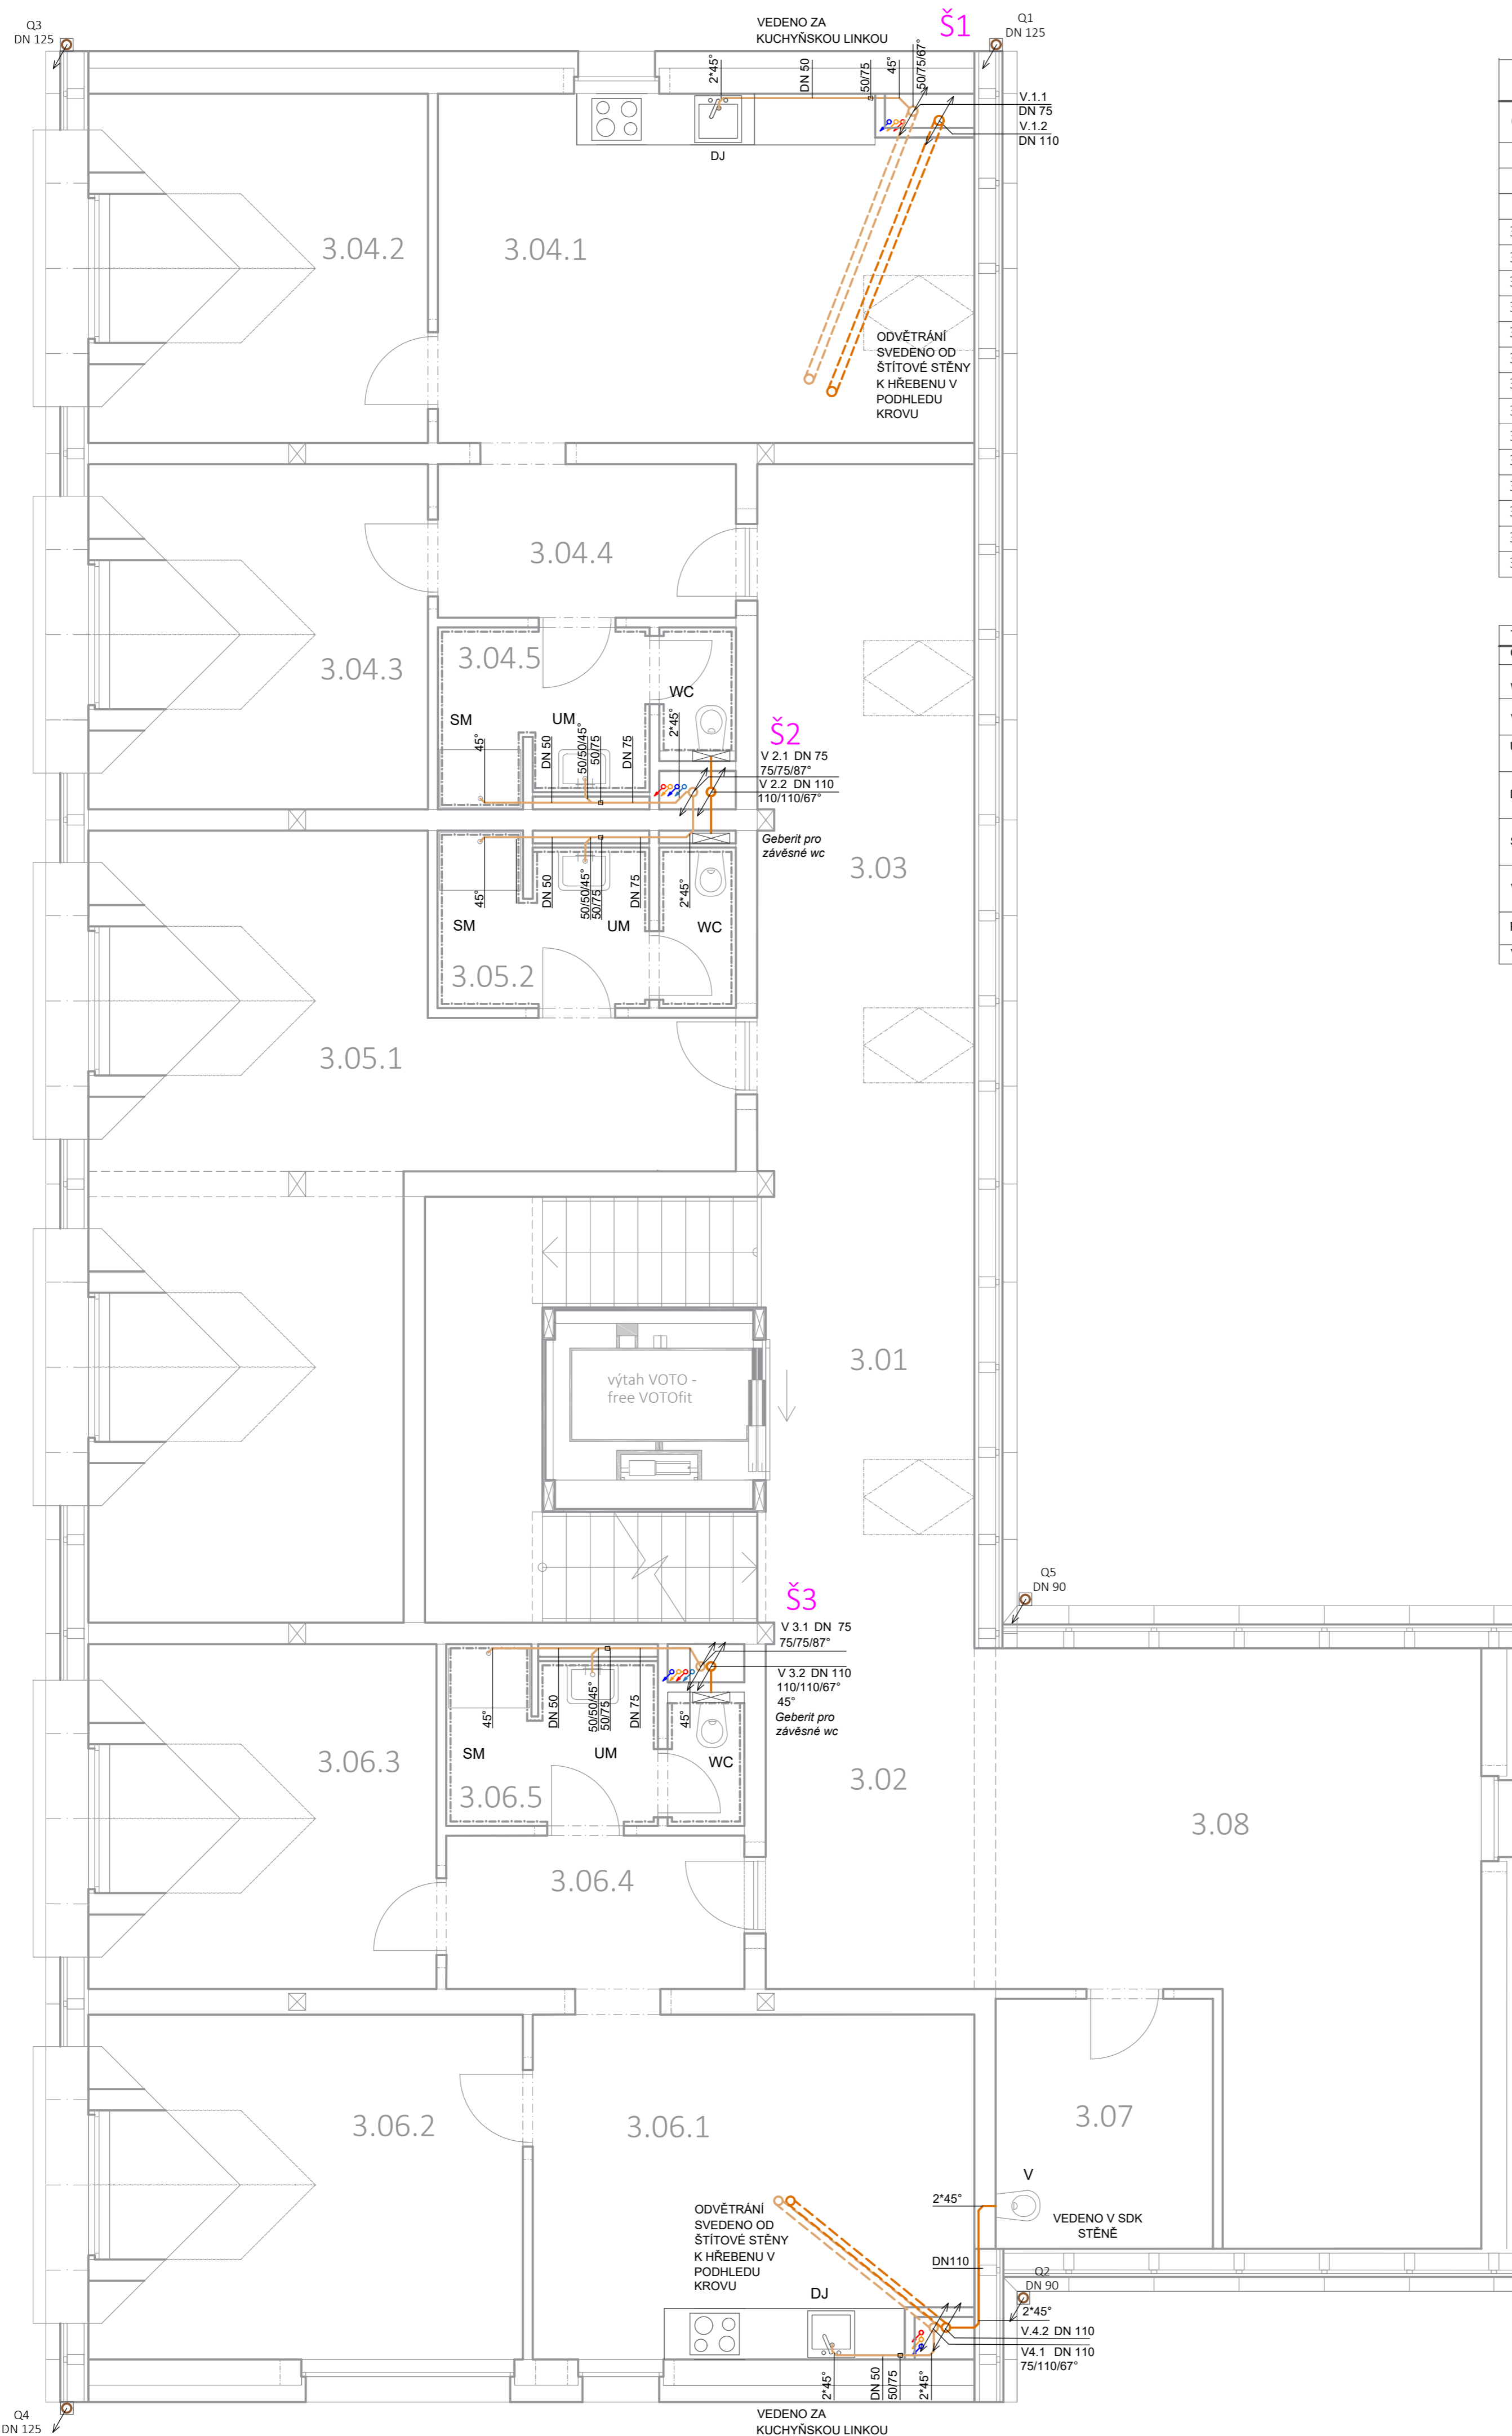 Q3
DN 125
VEDENO ZA
KUCHYŇSKOU LINKOU
Š1
Q1
DN 125
2*45°
DN 50
50/75
45°
50/75/67°
V.1.1
DN 75
V.1.2
DN 110
DJ
3.04.2
3.04.1
ODVĚTRÁNÍ
SVEDENO OD
ŠTÍTOVÉ STĚNY
K HŘEBENU V
PODHLEDU
KROVU
3.04.4
3.04.3
3.04.5
WC
SM
UM
45°
DN 50
50/50/45°
50/75
DN 75
2*45°
Š2
V 2.1 DN 75
75/75/87°
V 2.2 DN 110
110/110/67°
Geberit pro
závěsné wc
45°
DN 50
50/50/45°
50/75
DN 75
2*45°
SM
UM
WC
3.05.2
3.03
3.05.1
3.01
výtah VOTO -
free VOTOfit
Q5
DN 90
Š3
V 3.1 DN 75
75/75/87°
V 3.2 DN 110
110/110/67°
45°
Geberit pro
závěsné wc
45°
DN 50
50/50/45°
50/75
DN 75
45°
SM
UM
WC
3.06.3
3.06.5
3.02
3.08
3.06.4
3.06.2
3.06.1
3.07
V
2*45°
VEDENO V SDK
STĚNĚ
ODVĚTRÁNÍ
SVEDENO OD
ŠTÍTOVÉ STĚNY
K HŘEBENU V
PODHLEDU
KROVU
DN110
Q2
DN 90
DJ
2*45°
V.4.2 DN 110
V4.1 DN 110
75/110/67°
2*45°
DN 50
50/75
2*45°
Q4
DN 125
VEDENO ZA
KUCHYŇSKOU LINKOU